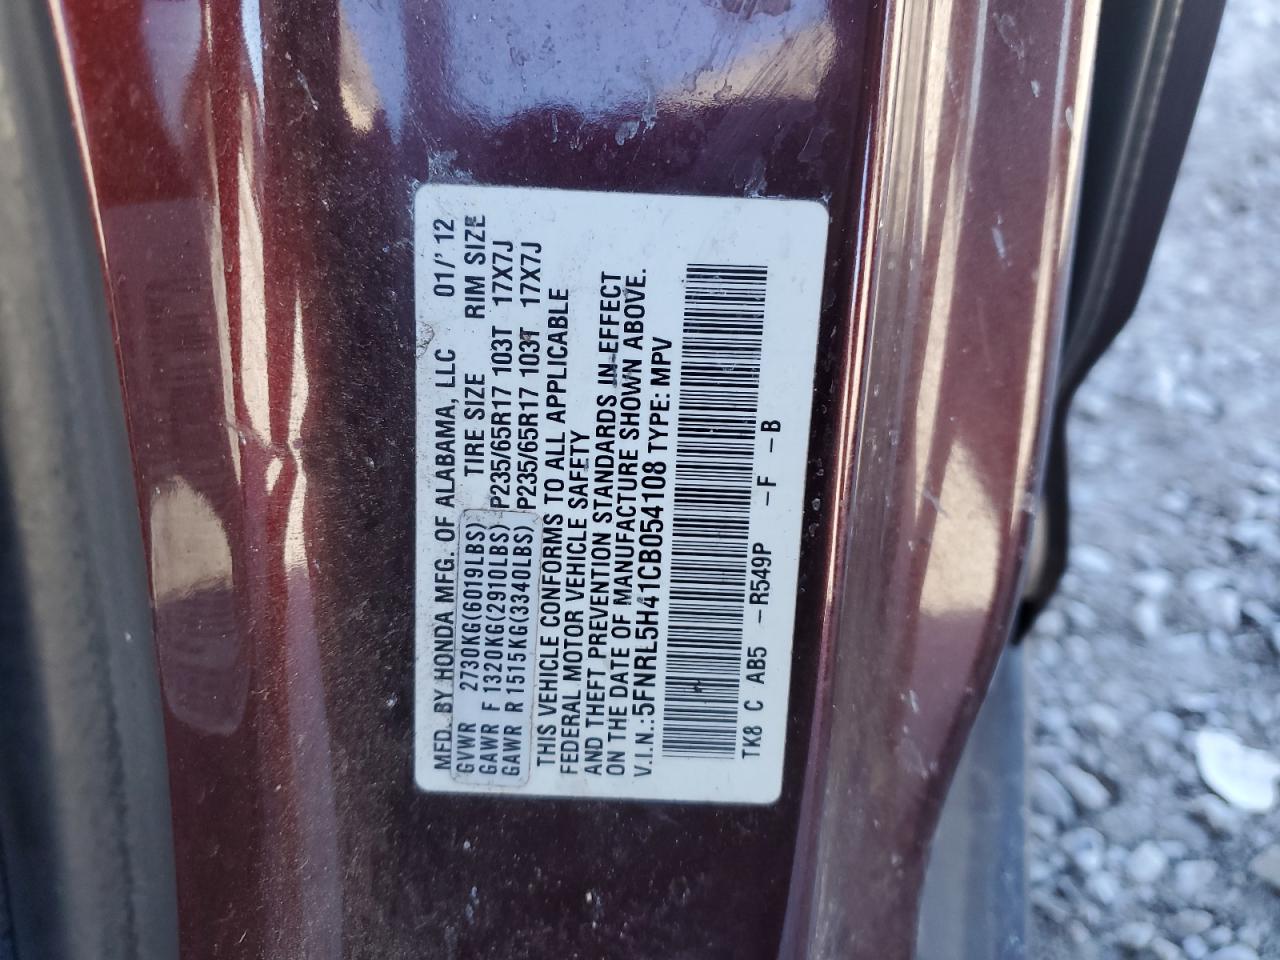 MFD. BY HONDA MFG. OF ALABAMA, LLC 01/'12
GVWR 2730KG(6019LBS) TIRE SIZE RIM SIZE
GAWR F 1320KG(2910LBS) P235/65R17 103T 17X7J
GAWR R 1515KG(3340LBS) P235/65R17 103T 17X7J
THIS VEHICLE CONFORMS TO ALL APPLICABLE
FEDERAL MOTOR VEHICLE SAFETY
AND THEFT PREVENTION STANDARDS IN EFFECT
ON THE DATE OF MANUFACTURE SHOWN ABOVE.
V.I.N.:5FNRL5H41CB054108 TYPE: MPV
TK8 C AB5 -R549P -F -B